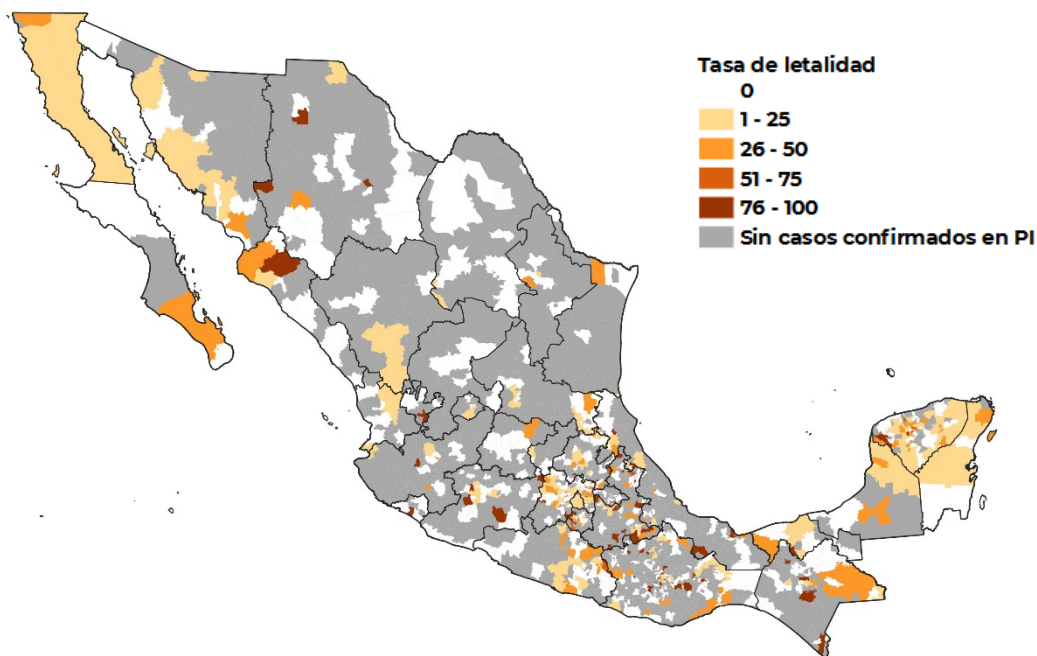 Tasa de letalidad
0
1 - 25
26 - 50
51 - 75
76 - 100
Sin casos confirmados en PI